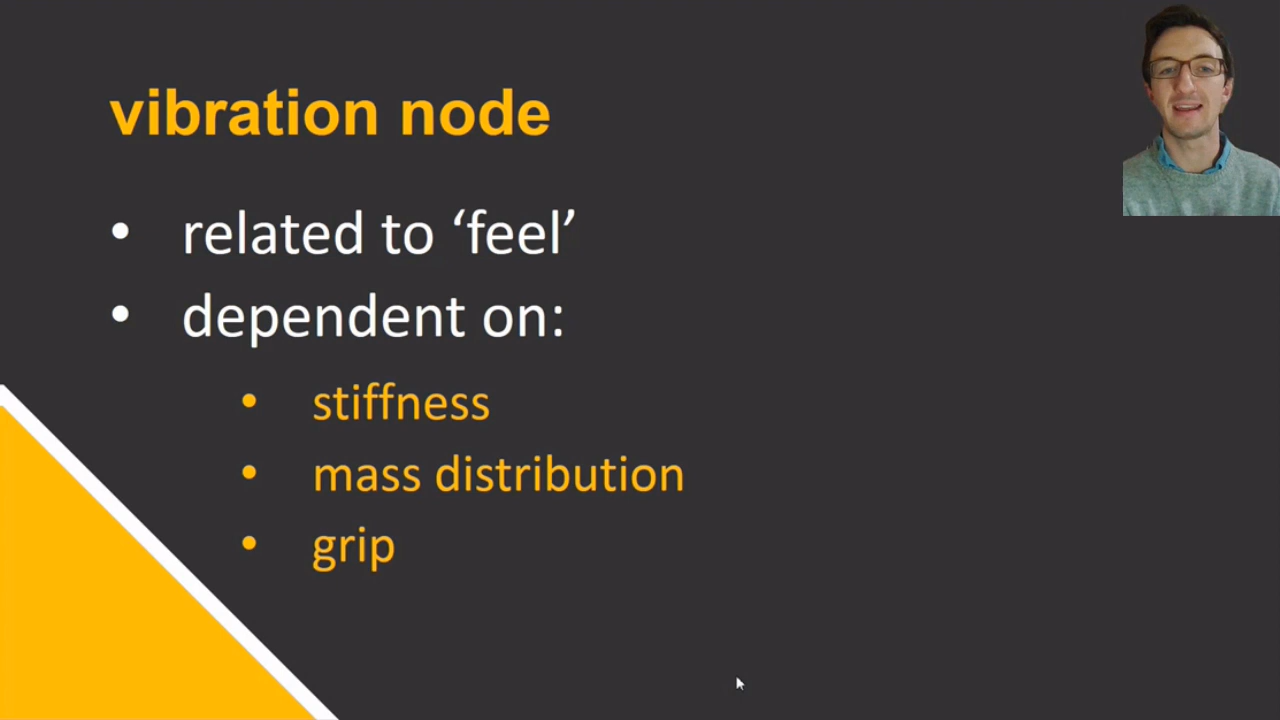 vibration node
• related to ‘feel’
• dependent on:
• stiffness
• mass distribution
• grip